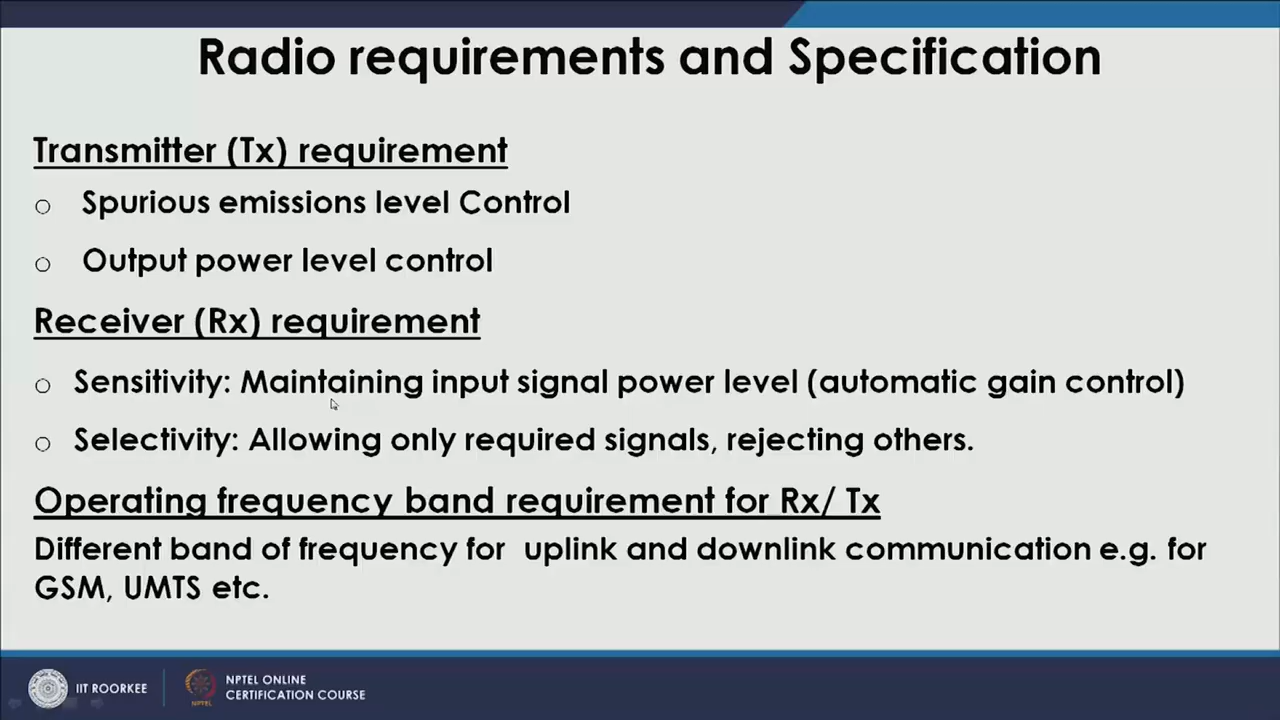 Radio requirements and Specification
Transmitter (Tx) requirement
o Spurious emissions level Control
o Output power level control
Receiver (Rx) requirement
o Sensitivity: Maintaining input signal power level (automatic gain control)
o Selectivity: Allowing only required signals, rejecting others.
Operating frequency band requirement for Rx/ Tx
Different band of frequency for uplink and downlink communication e.g. for
GSM, UMTS etc.
IIT ROORKEE
NPTEL
NPTEL ONLINE
CERTIFICATION COURSE